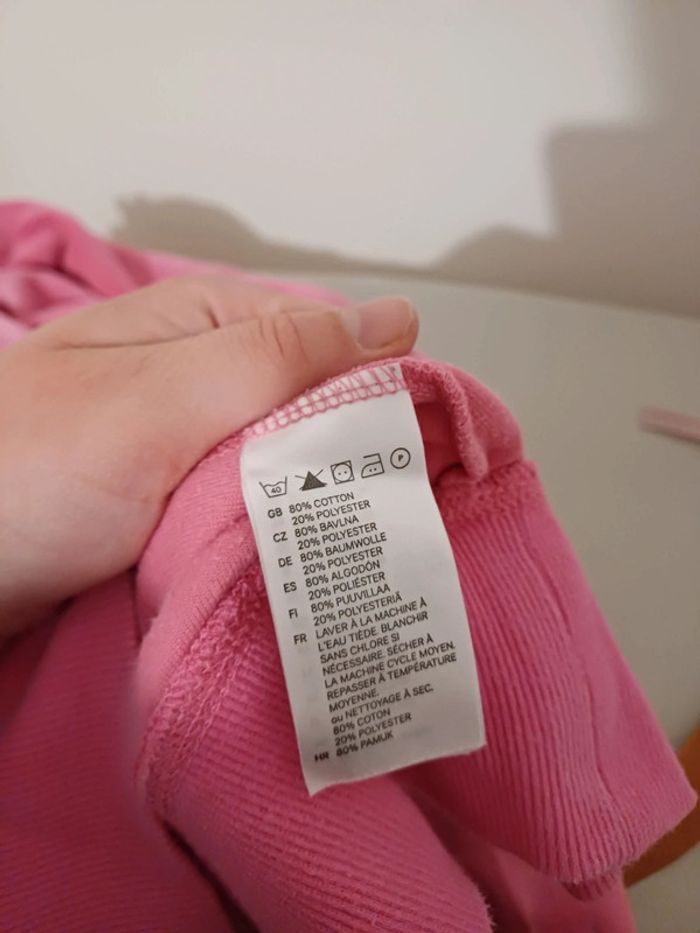 40 P
GB 80% COTTON
20% POLYESTER
CZ 80% BAVLNA
20% POLYESTER
DE 80% BAUMWOLLE
20% POLYESTER
ES 80% ALGODÓN
20% POLIÉSTER
FI 80% PUUVILLAA
20% POLYESTERIÄ
FR LAVER À LA MACHINE À
L'EAU TIÈDE. BLANCHIR
SANS CHLORE SI
NÉCESSAIRE. SÉCHER À
LA MACHINE CYCLE MOYEN.
REPASSER À TEMPÉRATURE
MOYENNE.
ou NETTOYAGE À SEC.
80% COTON
20% POLYESTER
HR 80% PAMUK